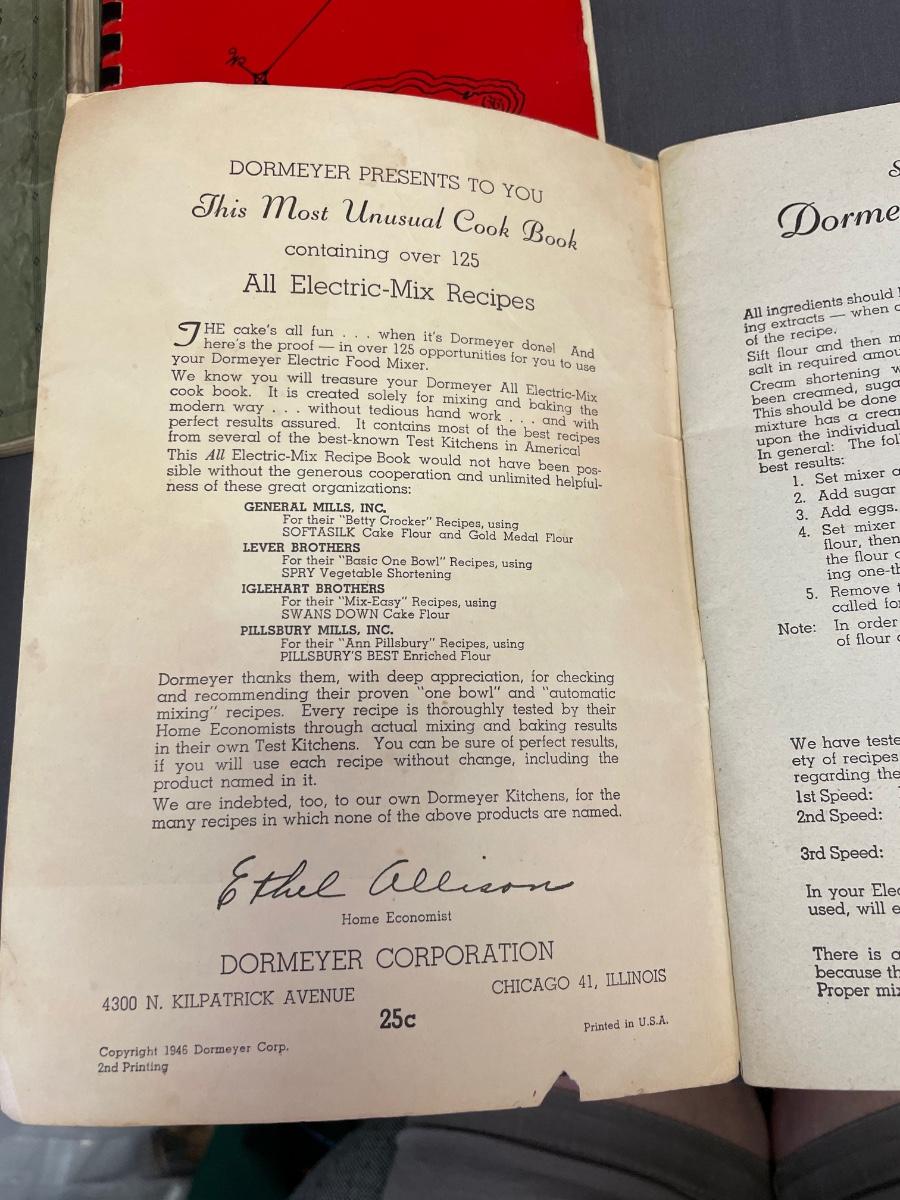 DORMEYER PRESENTS TO YOU
This Most Unusual Cook Book
containing over 125
All Electric-Mix Recipes
THE cake's all fun . . . when it's Dormeyer done! And
here's the proof — in over 125 opportunities for you to use
your Dormeyer Electric Food Mixer.
We know you will treasure your Dormeyer All Electric-Mix
cook book. It is created solely for mixing and baking the
modern way . . . without tedious hand work . . . . and with
perfect results assured. It contains most of the best recipes
from several of the best-known Test Kitchens in America!
This All Electric-Mix Recipe Book would not have been pos-
sible without the generous cooperation and unlimited helpful-
ness of these great organizations:
GENERAL MILLS, INC.
For their "Betty Crocker" Recipes, using
SOFTASILK Cake Flour and Gold Medal Flour
LEVER BROTHERS
For their "Basic One Bowl" Recipes, using
SPRY Vegetable Shortening
IGLEHART BROTHERS
For their "Mix-Easy" Recipes, using
SWANS DOWN Cake Flour
PILLSBURY MILLS, INC.
For their "Ann Pillsbury" Recipes, using
PILLSBURY'S BEST Enriched Flour
Dormeyer thanks them, with deep appreciation, for checking
and recommending their proven "one bowl" and "automatic
mixing" recipes. Every recipe is thoroughly tested by their
Home Economists through actual mixing and baking results
in their own Test Kitchens. You can be sure of perfect results,
if you will use each recipe without change, including the
product named in it.
We are indebted, too, to our own Dormeyer Kitchens, for the
many recipes in which none of the above products are named.
Ethel Allison
Home Economist
DORMEYER CORPORATION
4300 N. KILPATRICK AVENUE CHICAGO 41, ILLINOIS
25c
Printed in U.S.A.
Copyright 1946 Dormeyer Corp.
2nd Printing
Dorme
All ingredients should
ing extracts — when
of the recipe.
Sift flour and then m
salt in required amou
Cream shortening w
been creamed, suga
This should be done
mixture has a crea
upon the individual
In general: The fol
best results:
1. Set mixer a
2. Add sugar
3. Add eggs.
4. Set mixer
flour, then
the flour
ing one-th
5. Remove t
called fo
Note: In order
of flour
We have teste
ety of recipes
regarding the
1st Speed:
2nd Speed:
3rd Speed:
In your Ele
used, will e
There is a
because th
Proper mix